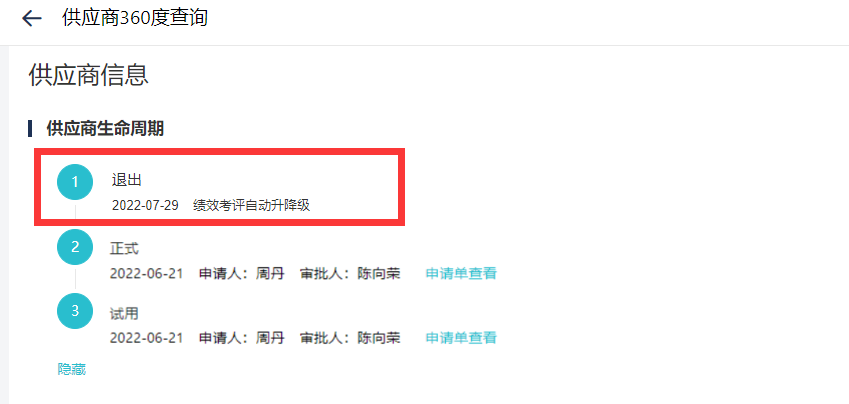 供应商360度查询
供应商信息
供应商生命周期
1 退出
2022-07-29 绩效考评自动升降级
2 正式
2022-06-21 申请人：周丹 审批人：陈向荣 申请单查看
3 试用
2022-06-21 申请人：周丹 审批人：陈向荣 申请单查看
隐藏